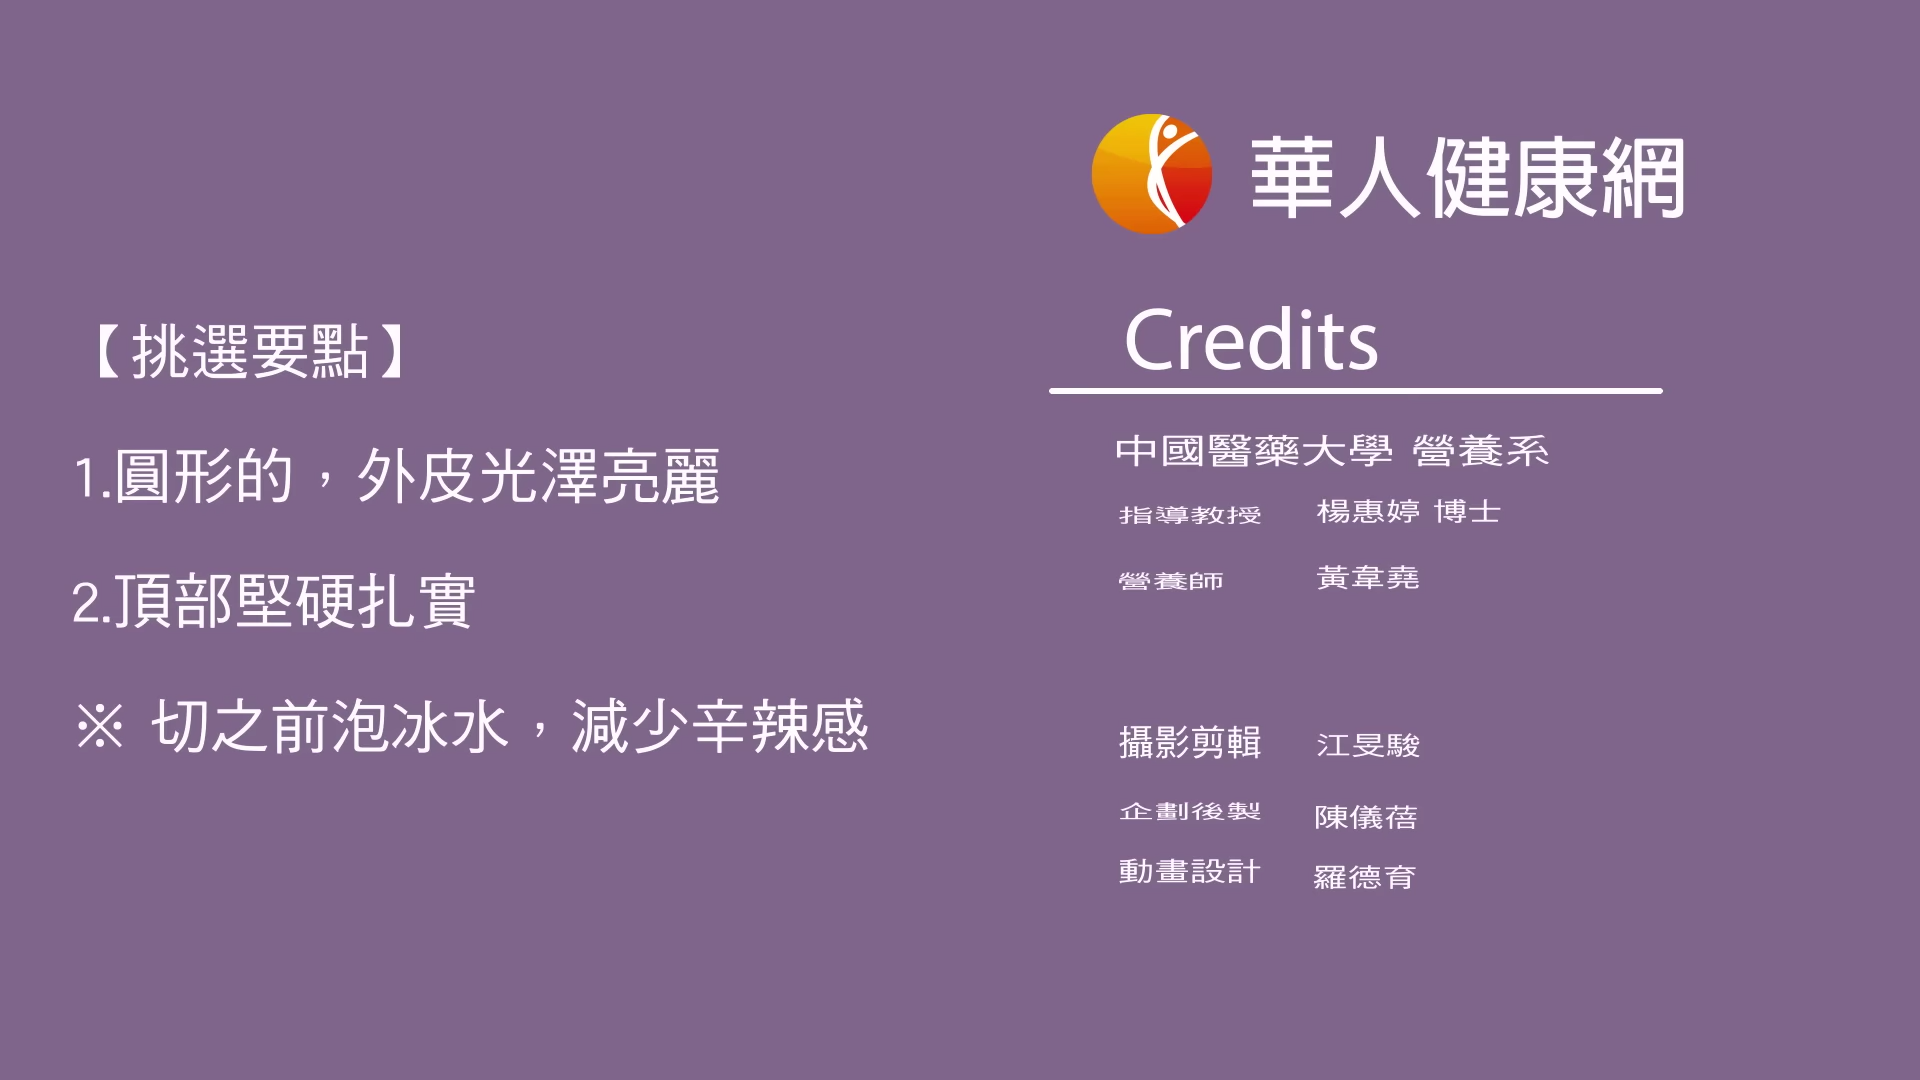 【挑選要點】
1.圓形的，外皮光澤亮麗
2.頂部堅硬扎實
※ 切之前泡冰水，減少辛辣感
華人健康網
Credits
中國醫藥大學 營養系
指導教授 楊惠婷 博士
營養師 黃韋堯
攝影剪輯 江旻駿
企劃後製 陳儀蓓
動畫設計 羅德育